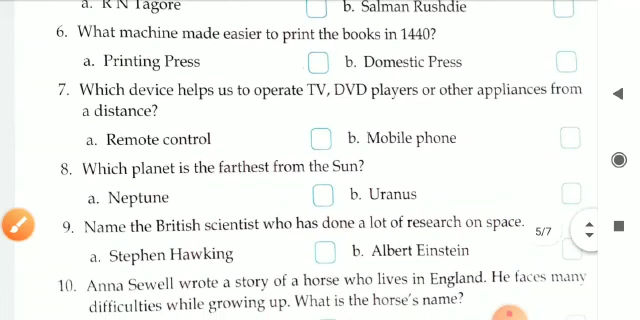 a. R N Tagore b. Salman Rushdie
6. What machine made easier to print the books in 1440?
a. Printing Press b. Domestic Press
7. Which device helps us to operate TV, DVD players or other appliances from
a distance?
a. Remote control b. Mobile phone
8. Which planet is the farthest from the Sun?
a. Neptune b. Uranus
9. Name the British scientist who has done a lot of research on space.
5/7
a. Stephen Hawking b. Albert Einstein
10. Anna Sewell wrote a story of a horse who lives in England. He faces many
difficulties while growing up. What is the horse's name?